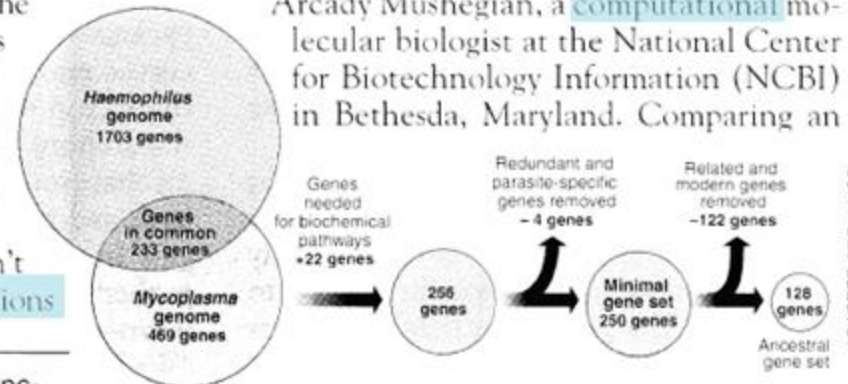 he
s
Arcady Mushegian, a computational mo-
lecular biologist at the National Center
for Biotechnology Information (NCBI)
in Bethesda, Maryland. Comparing an
Haemophilus
genome
1703 genes
Genes
in common
233 genes
Mycoplasma
genome
469 genes
Genes
needed
for biochemical
pathways
+22 genes
256
genes
Redundant and
parasite-specific
genes removed
– 4 genes
Minimal
gene set
250 genes
Related and
modern genes
removed
–122 genes
128
genes
Ancestral
gene set
n't
ions